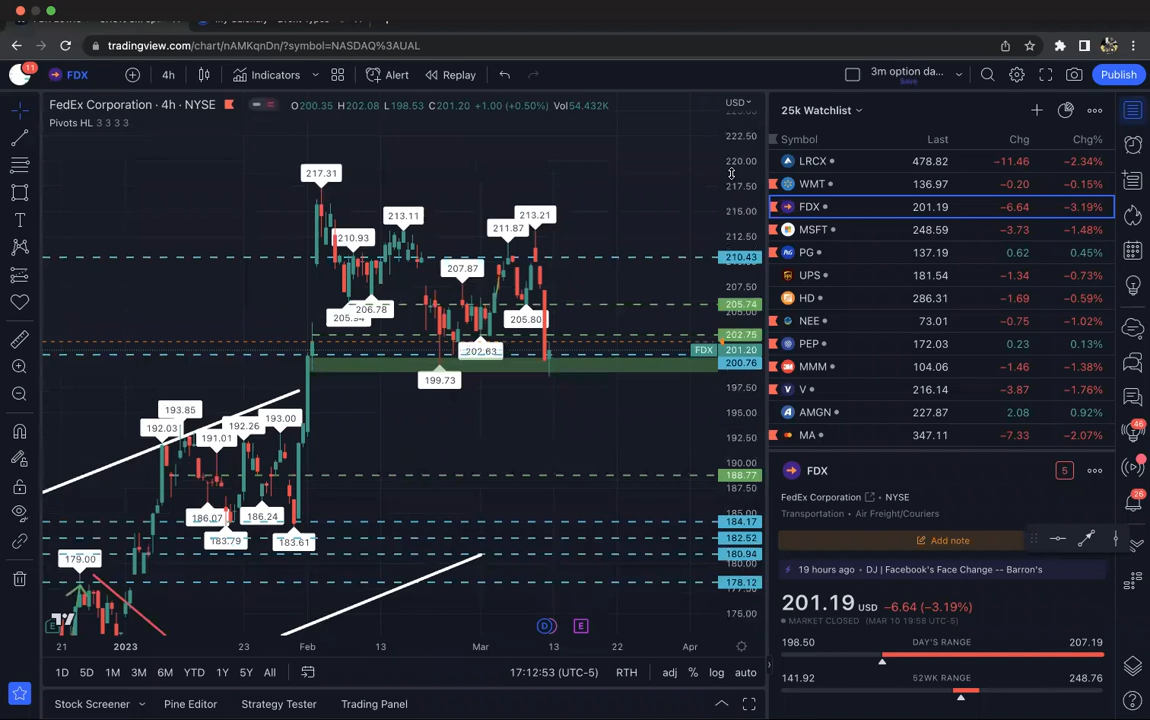 tradingview.com/chart/nAMKqnDn/?symbol=NASDAQ%3AUAL
11 FDX 4h Indicators Alert Replay 3m option da... Save Publish
FedEx Corporation · 4h · NYSE O200.35 H202.08 L198.53 C201.20 +1.00 (+0.50%) Vol54.432K USD
Pivots HL 3 3 3 3
222.50
220.00
217.50
215.00
212.50
210.43
207.50
205.74
205.00
202.75
FDX 201.20
200.76
197.50
195.00
192.50
190.00
188.77
187.50
184.17
182.52
180.94
180.00
178.12
175.00
217.31
213.11
213.21
211.87
210.93
207.87
206.78
205.80
202.63
199.73
193.85
193.00
192.03
192.26
191.01
186.07
186.24
183.79
183.61
179.00
E D E
21 2023 23 Feb 13 Mar 13 22 Apr
1D 5D 1M 3M 6M YTD 1Y 5Y All 17:12:53 (UTC-5) RTH adj % log auto
Stock Screener Pine Editor Strategy Tester Trading Panel
25k Watchlist
Symbol Last Chg Chg%
LRCX 478.82 −11.46 −2.34%
WMT 136.97 −0.20 −0.15%
FDX 201.19 −6.64 −3.19%
MSFT 248.59 −3.73 −1.48%
PG 137.19 0.62 0.45%
UPS 181.54 −1.34 −0.73%
HD 286.31 −1.69 −0.59%
NEE 73.01 −0.75 −1.02%
PEP 172.03 0.23 0.13%
MMM 104.06 −1.46 −1.38%
V 216.14 −3.87 −1.76%
AMGN 227.87 2.08 0.92%
MA 347.11 −7.33 −2.07%
FDX 5
FedEx Corporation • NYSE
Transportation • Air Freight/Couriers
Add note
19 hours ago • DJ | Facebook's Face Change -- Barron's
201.19 USD −6.64 (−3.19%)
MARKET CLOSED (MAR 10 19:58 UTC-5)
198.50 DAY'S RANGE 207.19
141.92 52WK RANGE 248.76
46
26